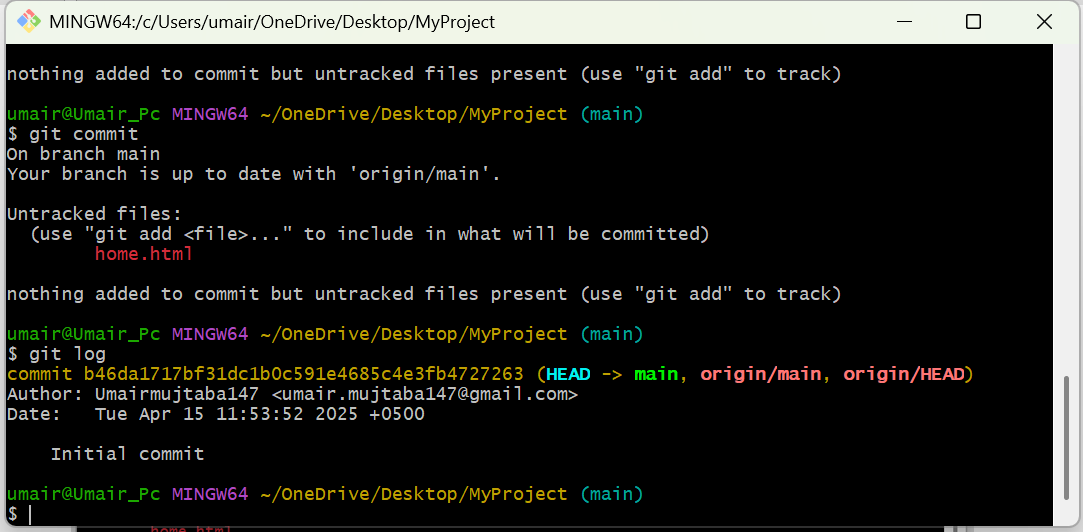 MINGW64:/c/Users/umair/OneDrive/Desktop/MyProject
nothing added to commit but untracked files present (use "git add" to track)
umair@Umair_Pc MINGW64 ~/OneDrive/Desktop/MyProject (main)
$ git commit
On branch main
Your branch is up to date with 'origin/main'.
Untracked files:
  (use "git add <file>..." to include in what will be committed)
        home.html
nothing added to commit but untracked files present (use "git add" to track)
umair@Umair_Pc MINGW64 ~/OneDrive/Desktop/MyProject (main)
$ git log
commit b46da1717bf31dc1b0c591e4685c4e3fb4727263 (HEAD -> main, origin/main, origin/HEAD)
Author: Umairmujtaba147 <umair.mujtaba147@gmail.com>
Date:   Tue Apr 15 11:53:52 2025 +0500
    Initial commit
umair@Umair_Pc MINGW64 ~/OneDrive/Desktop/MyProject (main)
$
home.html